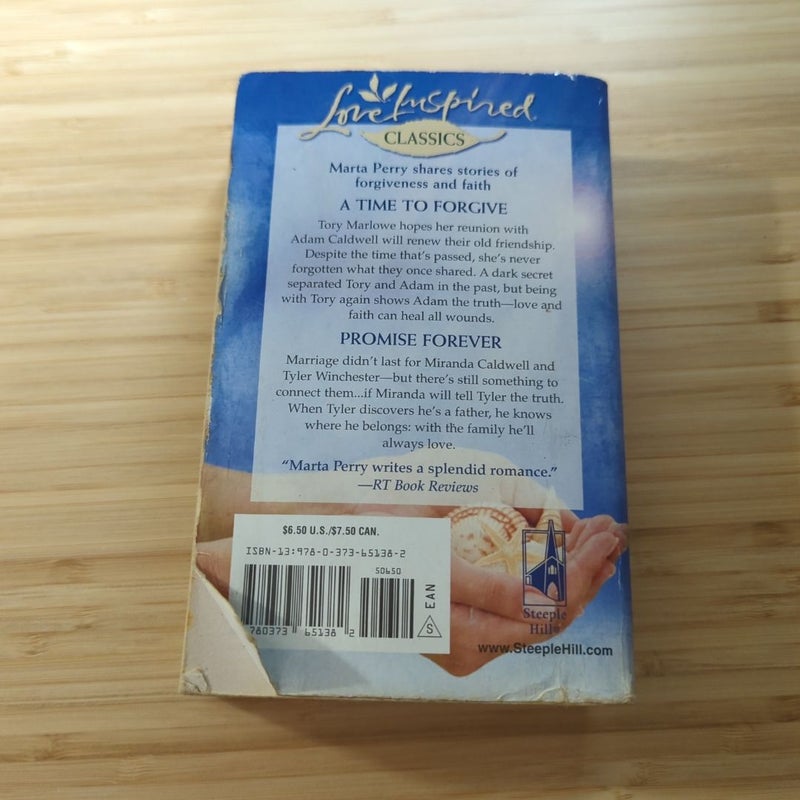 Love Inspired
CLASSICS
Marta Perry shares stories of
forgiveness and faith
A TIME TO FORGIVE
Tory Marlowe hopes her reunion with
Adam Caldwell will renew their old friendship.
Despite the time that's passed, she's never
forgotten what they once shared. A dark secret
separated Tory and Adam in the past, but being
with Tory again shows Adam the truth—love and
faith can heal all wounds.
PROMISE FOREVER
Marriage didn't last for Miranda Caldwell and
Tyler Winchester—but there's still something to
connect them...if Miranda will tell Tyler the truth.
When Tyler discovers he's a father, he knows
where he belongs: with the family he'll
always love.
"Marta Perry writes a splendid romance."
—RT Book Reviews
$6.50 U.S./$7.50 CAN.
ISBN-13:978-0-373-65138-2
50650
780373 65138 2
EAN
S
Steeple
Hill®
www.SteepleHill.com